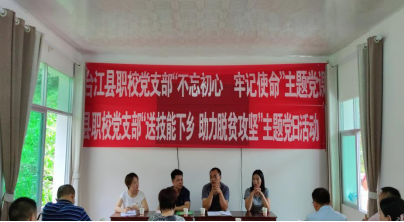 台江县职校党支部“不忘初心 牢记使命”主题党课
县职校党支部“送技能下乡 助力脱贫攻坚”主题党日活动